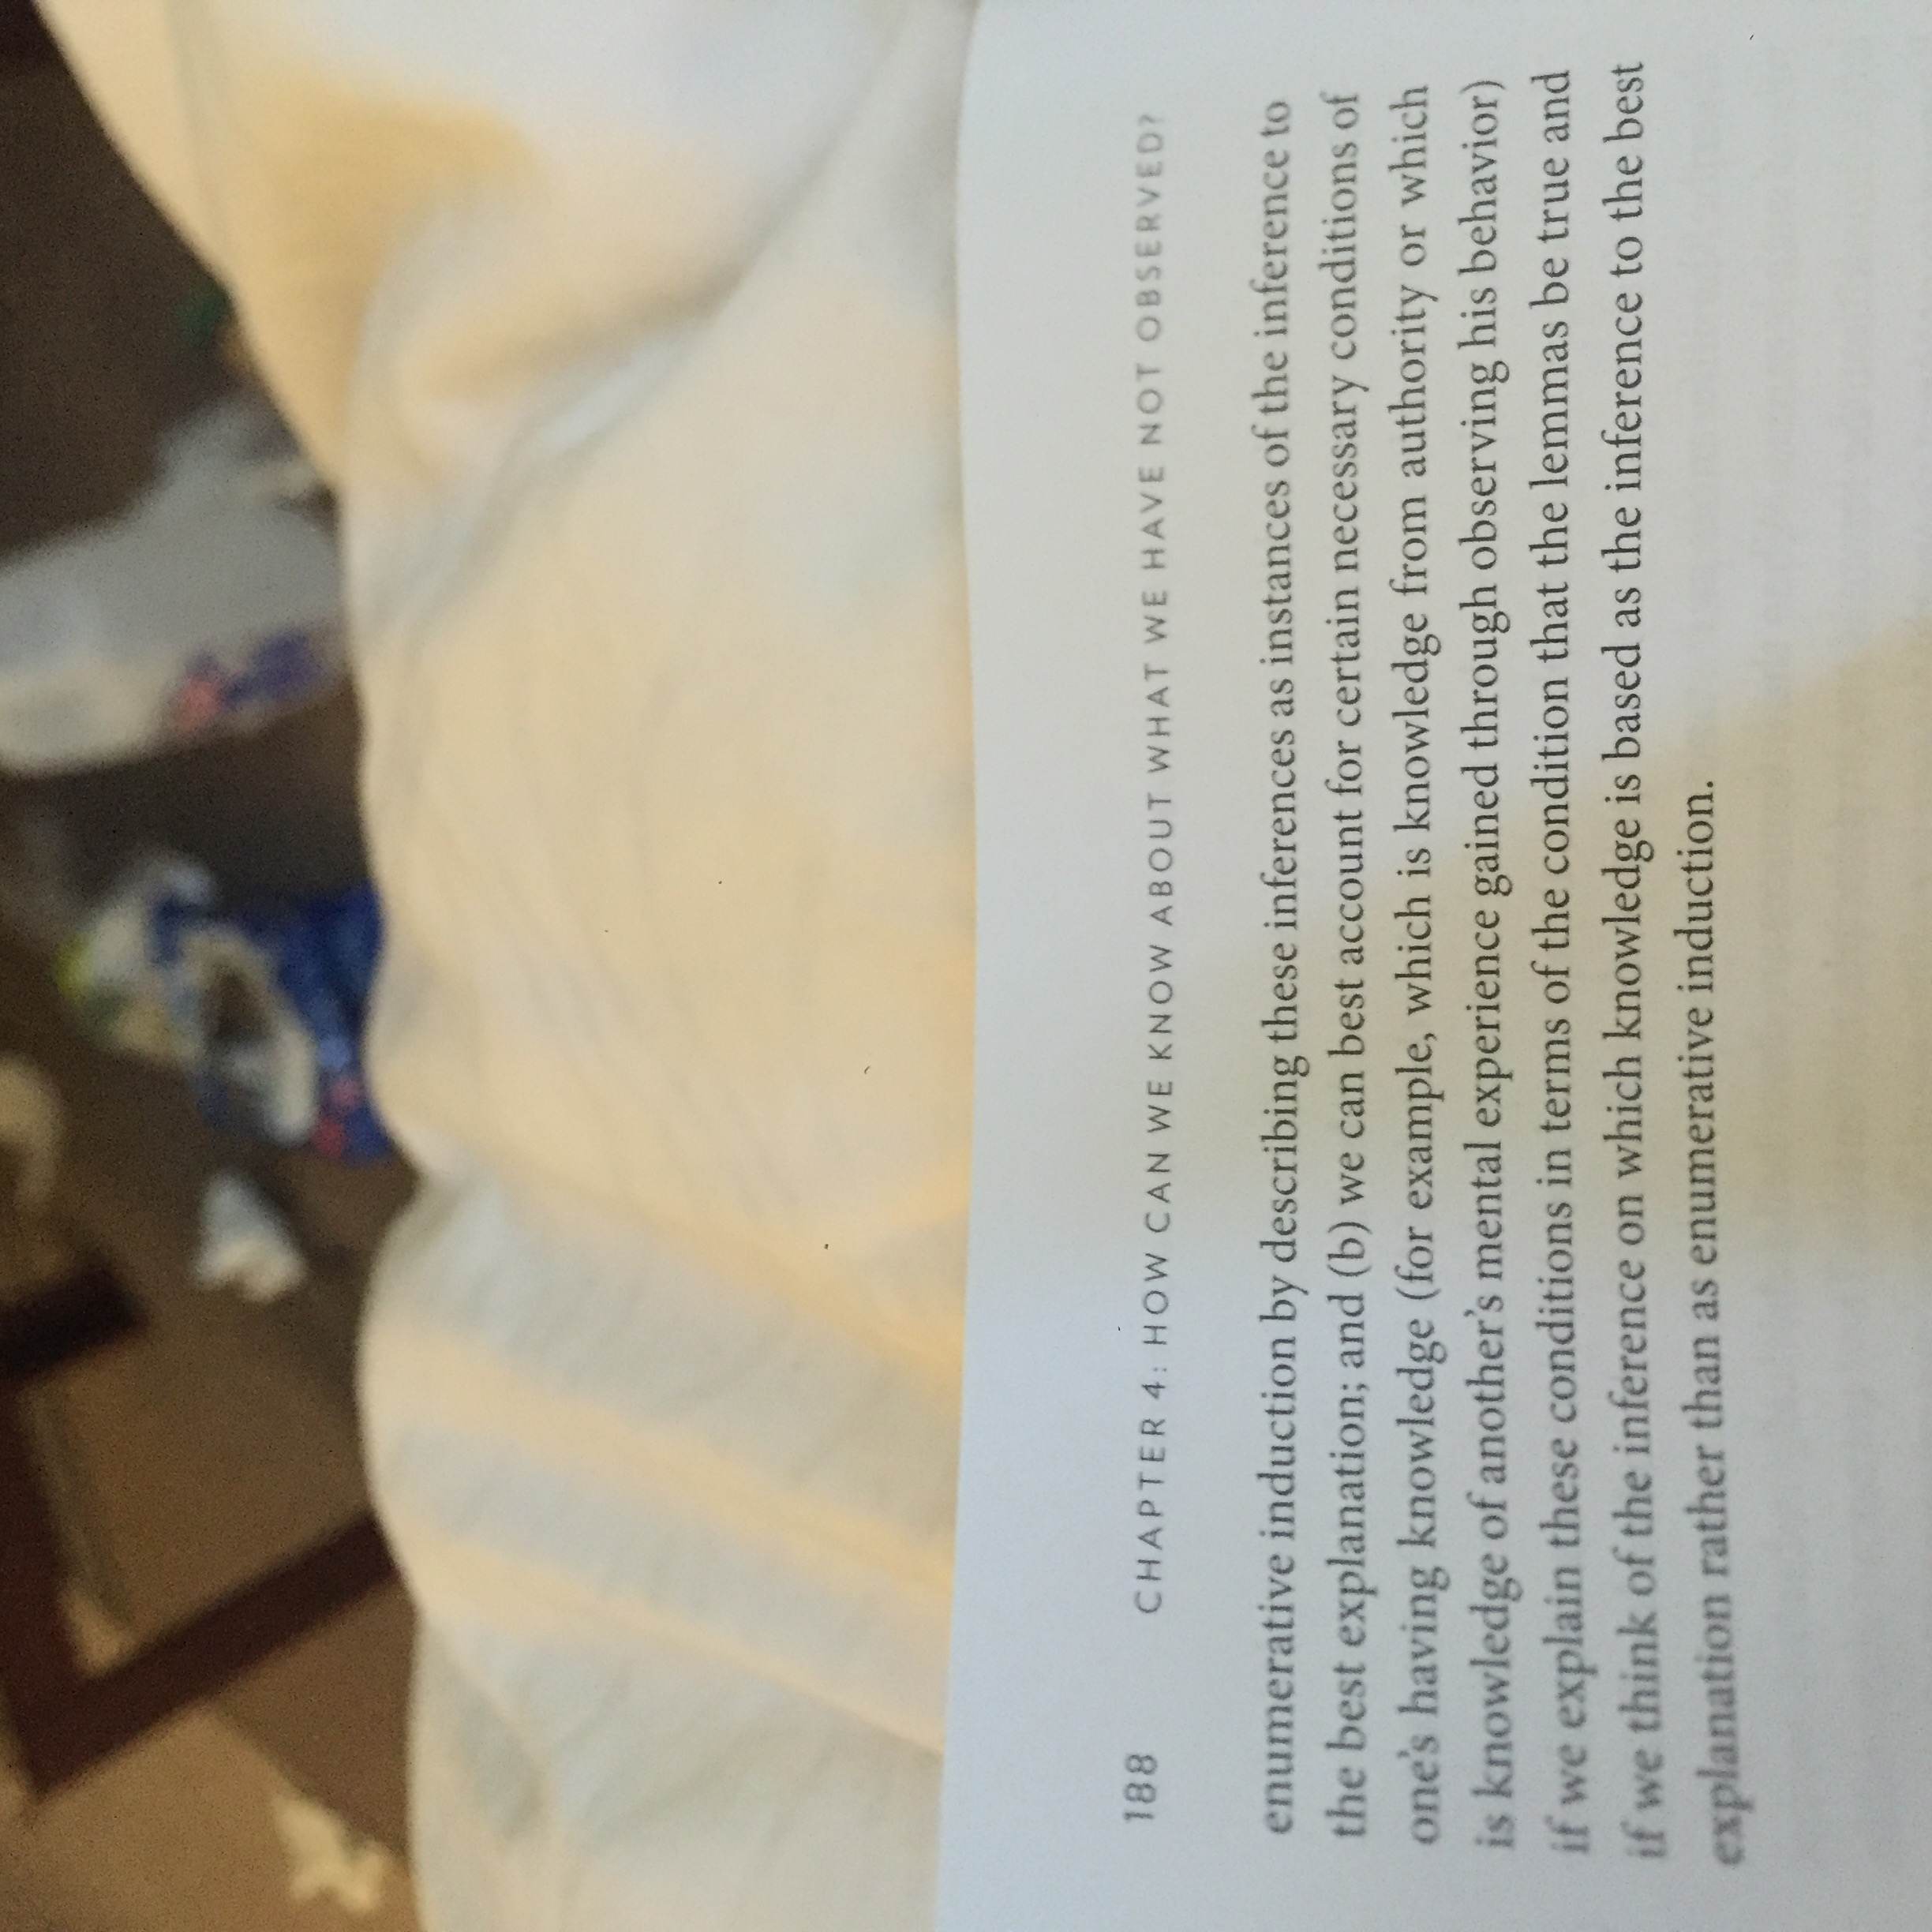 188 CHAPTER 4: HOW CAN WE KNOW ABOUT WHAT WE HAVE NOT OBSERVED?
enumerative induction by describing these inferences as instances of the inference to
the best explanation; and (b) we can best account for certain necessary conditions of
one's having knowledge (for example, which is knowledge from authority or which
is knowledge of another's mental experience gained through observing his behavior)
if we explain these conditions in terms of the condition that the lemmas be true and
if we think of the inference on which knowledge is based as the inference to the best
explanation rather than as enumerative induction.